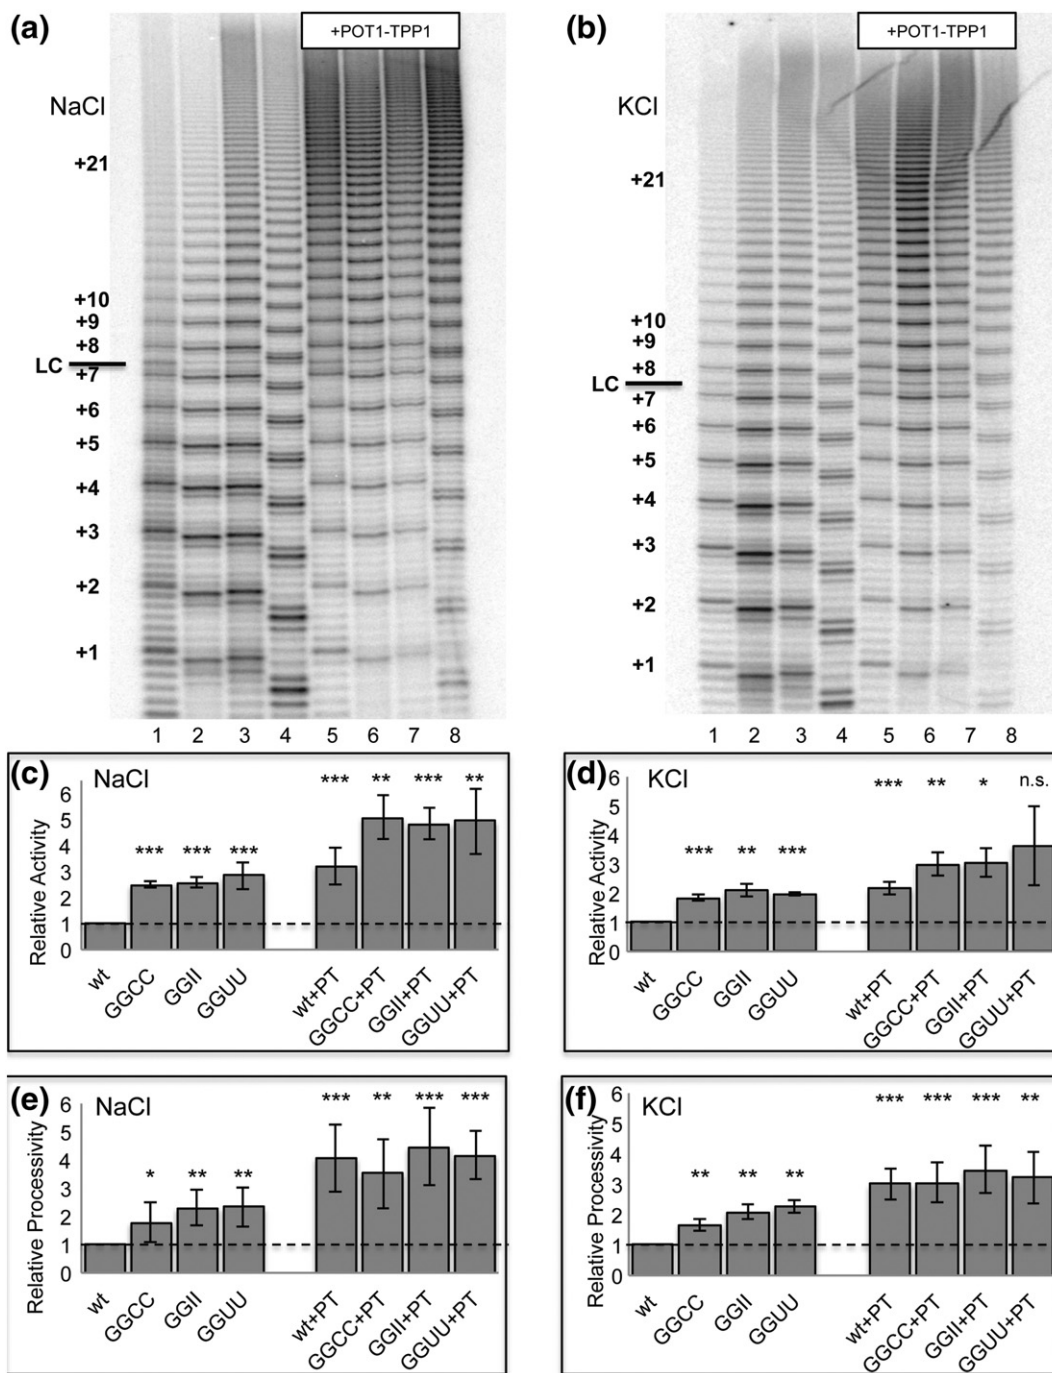 (a)
+POT1-TPP1
NaCl
+21
+10
+9
+8
LC
+7
+6
+5
+4
+3
+2
+1
1 2 3 4 5 6 7 8
(b)
+POT1-TPP1
KCl
+21
+10
+9
+8
LC
+7
+6
+5
+4
+3
+2
+1
1 2 3 4 5 6 7 8
(c) NaCl
Relative Activity
6
5
4
3
2
1
0
*** *** *** *** ** *** **
wt GGCC GGII GGUU wt+PT GGCC+PT GGII+PT GGUU+PT
(d) KCl
Relative Activity
6
5
4
3
2
1
0
*** ** *** *** ** * n.s.
wt GGCC GGII GGUU wt+PT GGCC+PT GGII+PT GGUU+PT
(e) NaCl
Relative Processivity
6
5
4
3
2
1
0
* ** ** *** ** *** ***
wt GGCC GGII GGUU wt+PT GGCC+PT GGII+PT GGUU+PT
(f) KCl
Relative Processivity
6
5
4
3
2
1
0
** ** ** *** *** *** **
wt GGCC GGII GGUU wt+PT GGCC+PT GGII+PT GGUU+PT